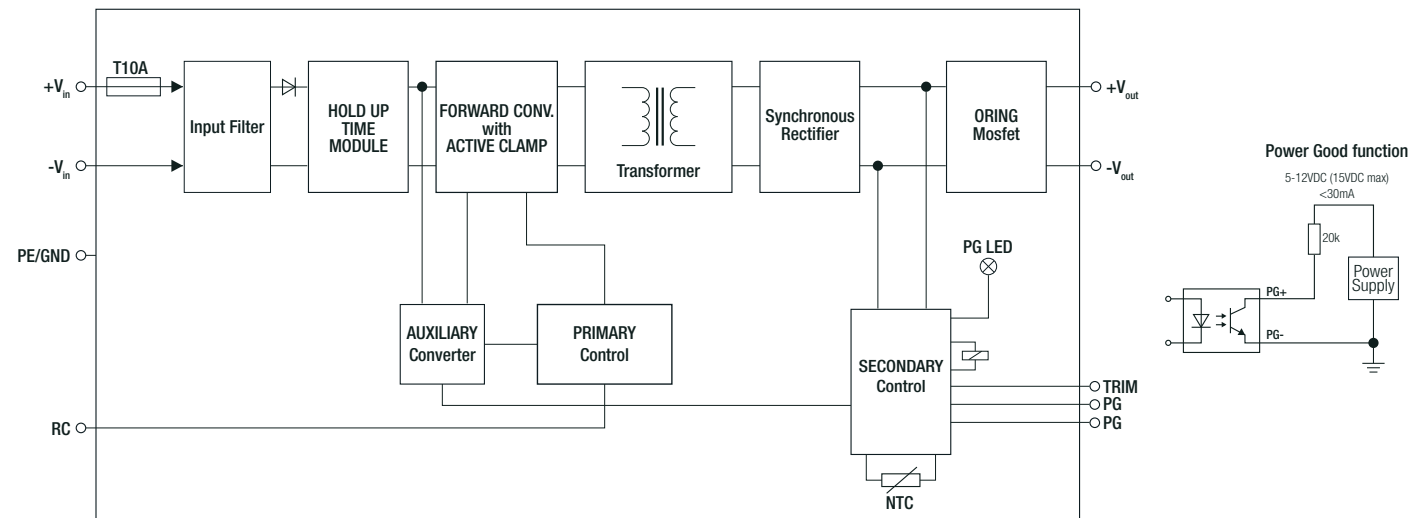 T10A
+Vin
-Vin
Input Filter
HOLD UP
TIME
MODULE
FORWARD CONV.
with
ACTIVE CLAMP
Transformer
Synchronous
Rectifier
ORING
Mosfet
+Vout
-Vout
PE/GND
PG LED
AUXILIARY
Converter
PRIMARY
Control
SECONDARY
Control
TRIM
PG
PG
RC
NTC
Power Good function
5-12VDC (15VDC max)
<30mA
20k
Power
Supply
PG+
PG-